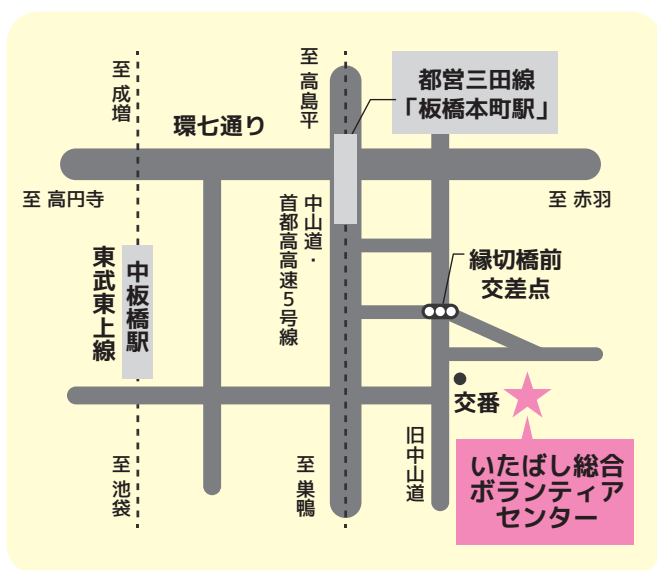 至 成増
至 高島平
都営三田線
「板橋本町駅」
環七通り
至 高円寺
至 赤羽
中山道・
首都高高速5号線
東武東上線
中板橋駅
縁切橋前
交差点
交番
旧中山道
至 池袋
至 巣鴨
いたばし総合
ボランティア
センター